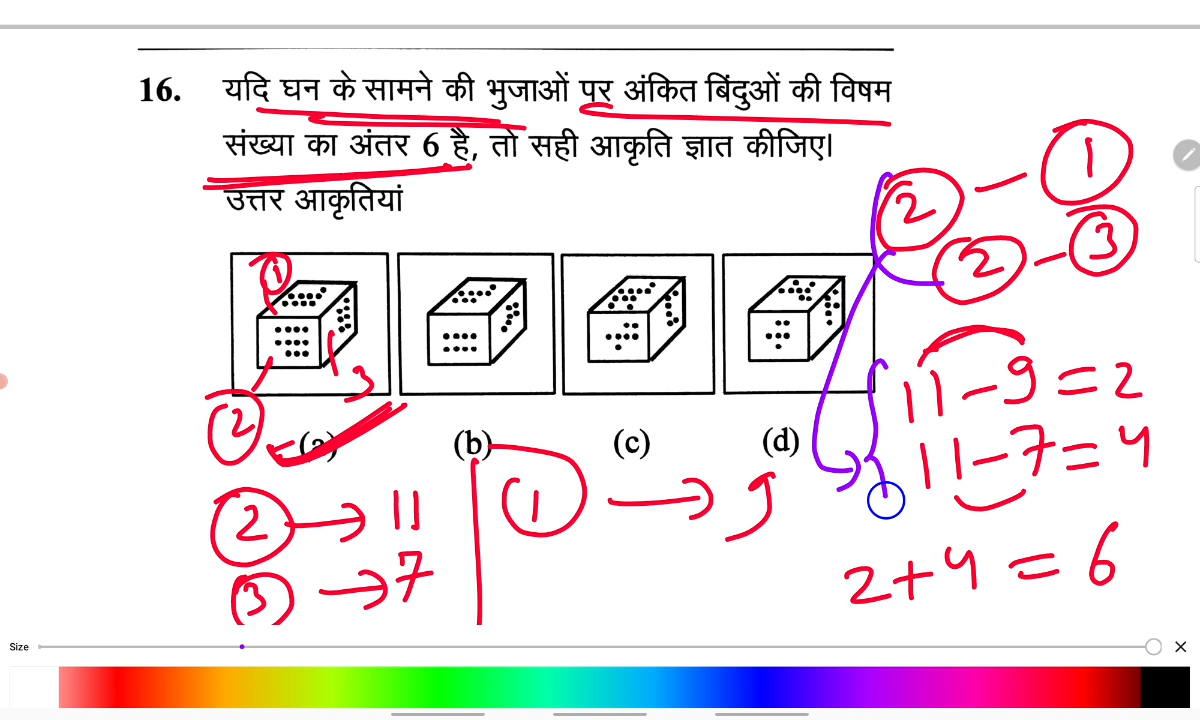 16. यदि घन के सामने की भुजाओं पर अंकित बिंदुओं की विषम
संख्या का अंतर 6 है, तो सही आकृति ज्ञात कीजिए।
उत्तर आकृतियां
2 — 1
2 — 3
1
2
3
(a) (b) (c) (d)
11 - 9 = 2
11 - 7 = 4
2 → 11
3 → 7
1 → 9
2 + 4 = 6
Size